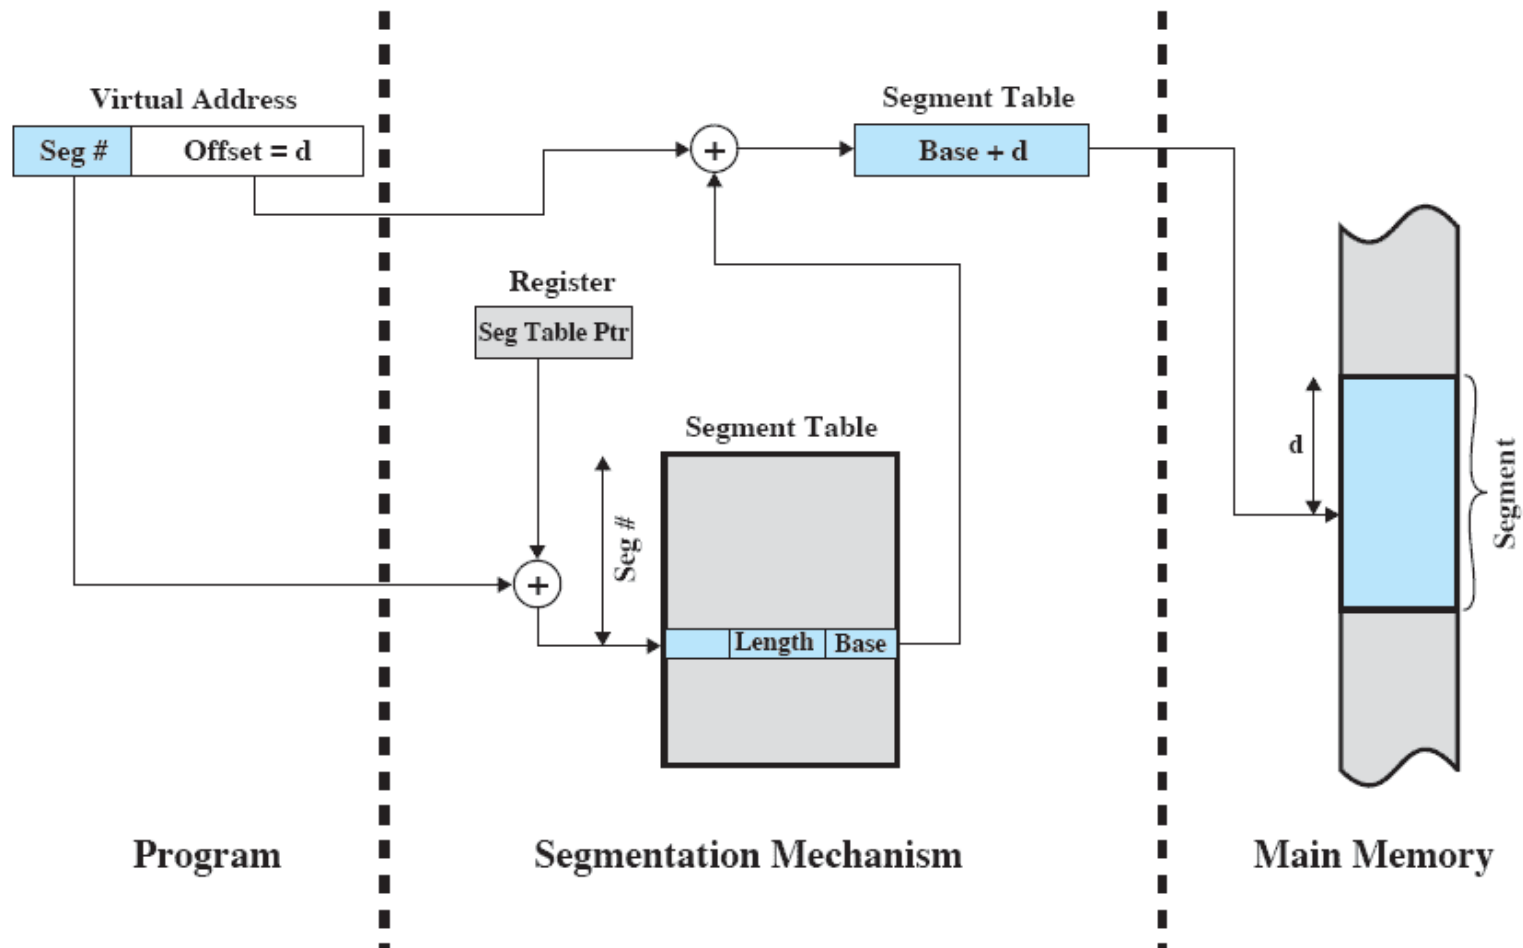 Virtual Address
Segment Table
Seg #
Offset = d
+
Base + d
Register
Seg Table Ptr
Segment Table
d
Segment
Seg #
+
Length
Base
Program
Segmentation Mechanism
Main Memory